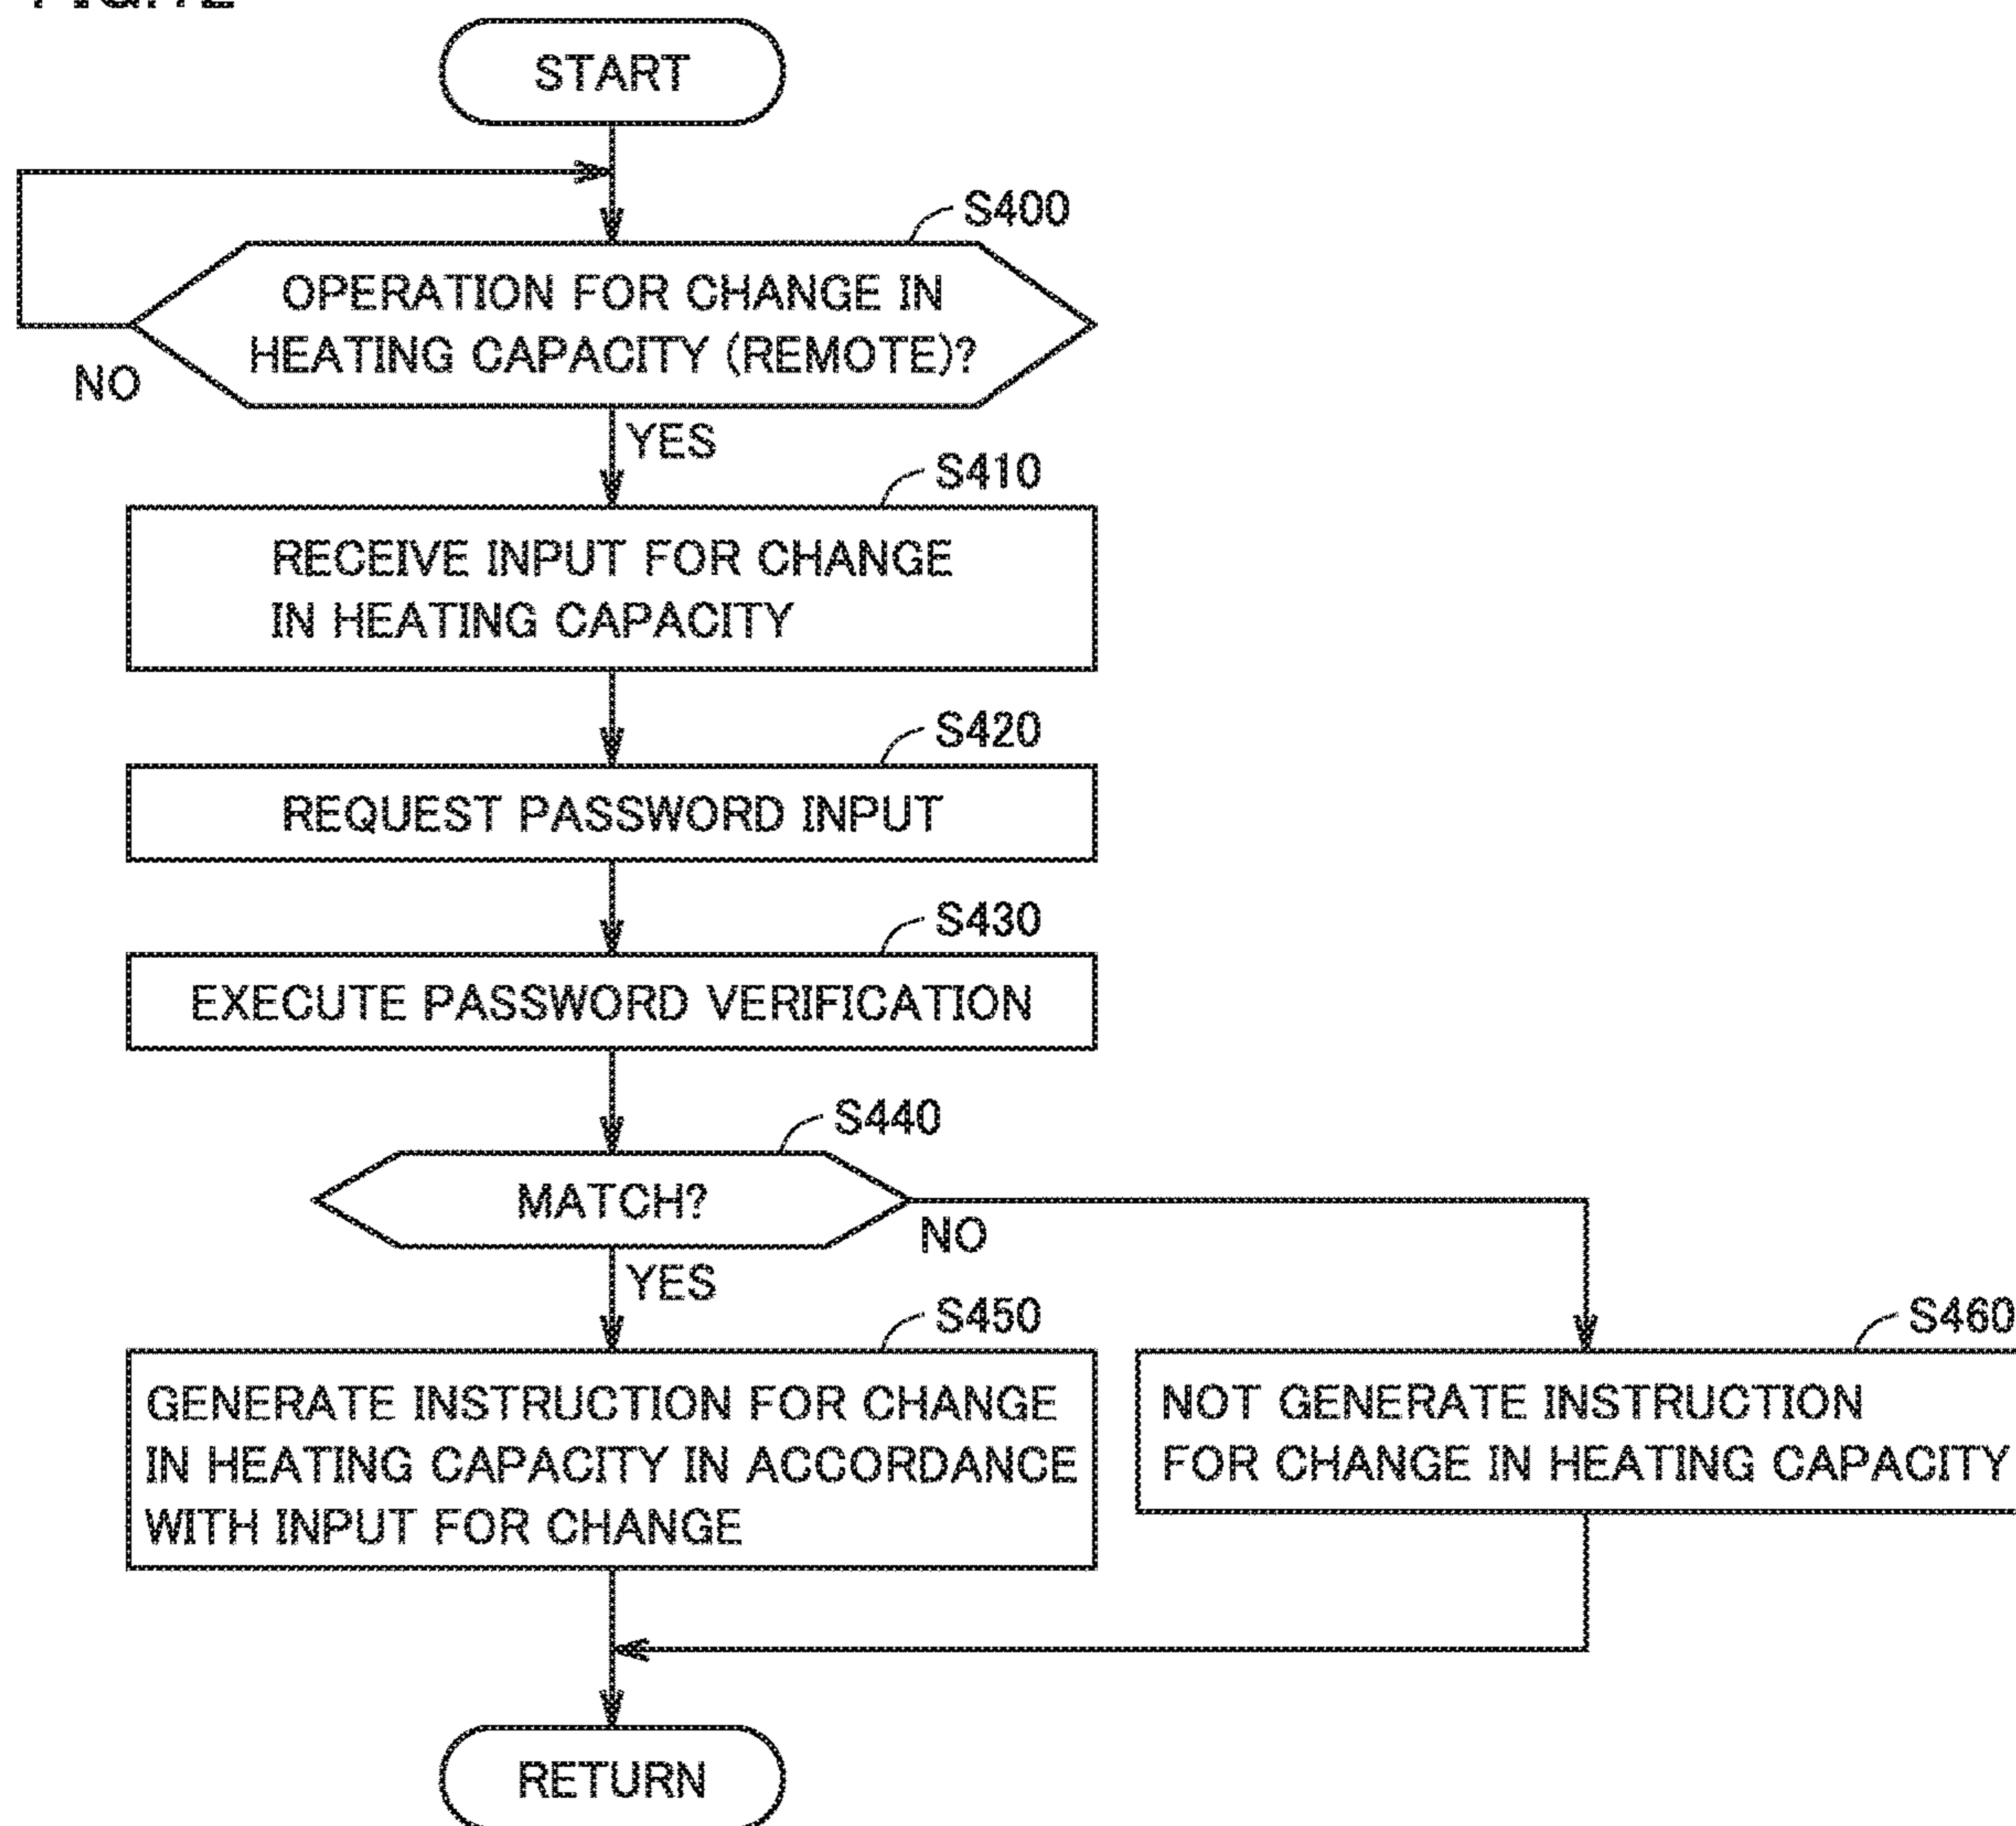 START
S400
OPERATION FOR CHANGE IN
HEATING CAPACITY (REMOTE)?
NO
YES
S410
RECEIVE INPUT FOR CHANGE
IN HEATING CAPACITY
S420
REQUEST PASSWORD INPUT
S430
EXECUTE PASSWORD VERIFICATION
S440
MATCH?
NO
YES
S450
GENERATE INSTRUCTION FOR CHANGE
IN HEATING CAPACITY IN ACCORDANCE
WITH INPUT FOR CHANGE
S460
NOT GENERATE INSTRUCTION
FOR CHANGE IN HEATING CAPACITY
RETURN